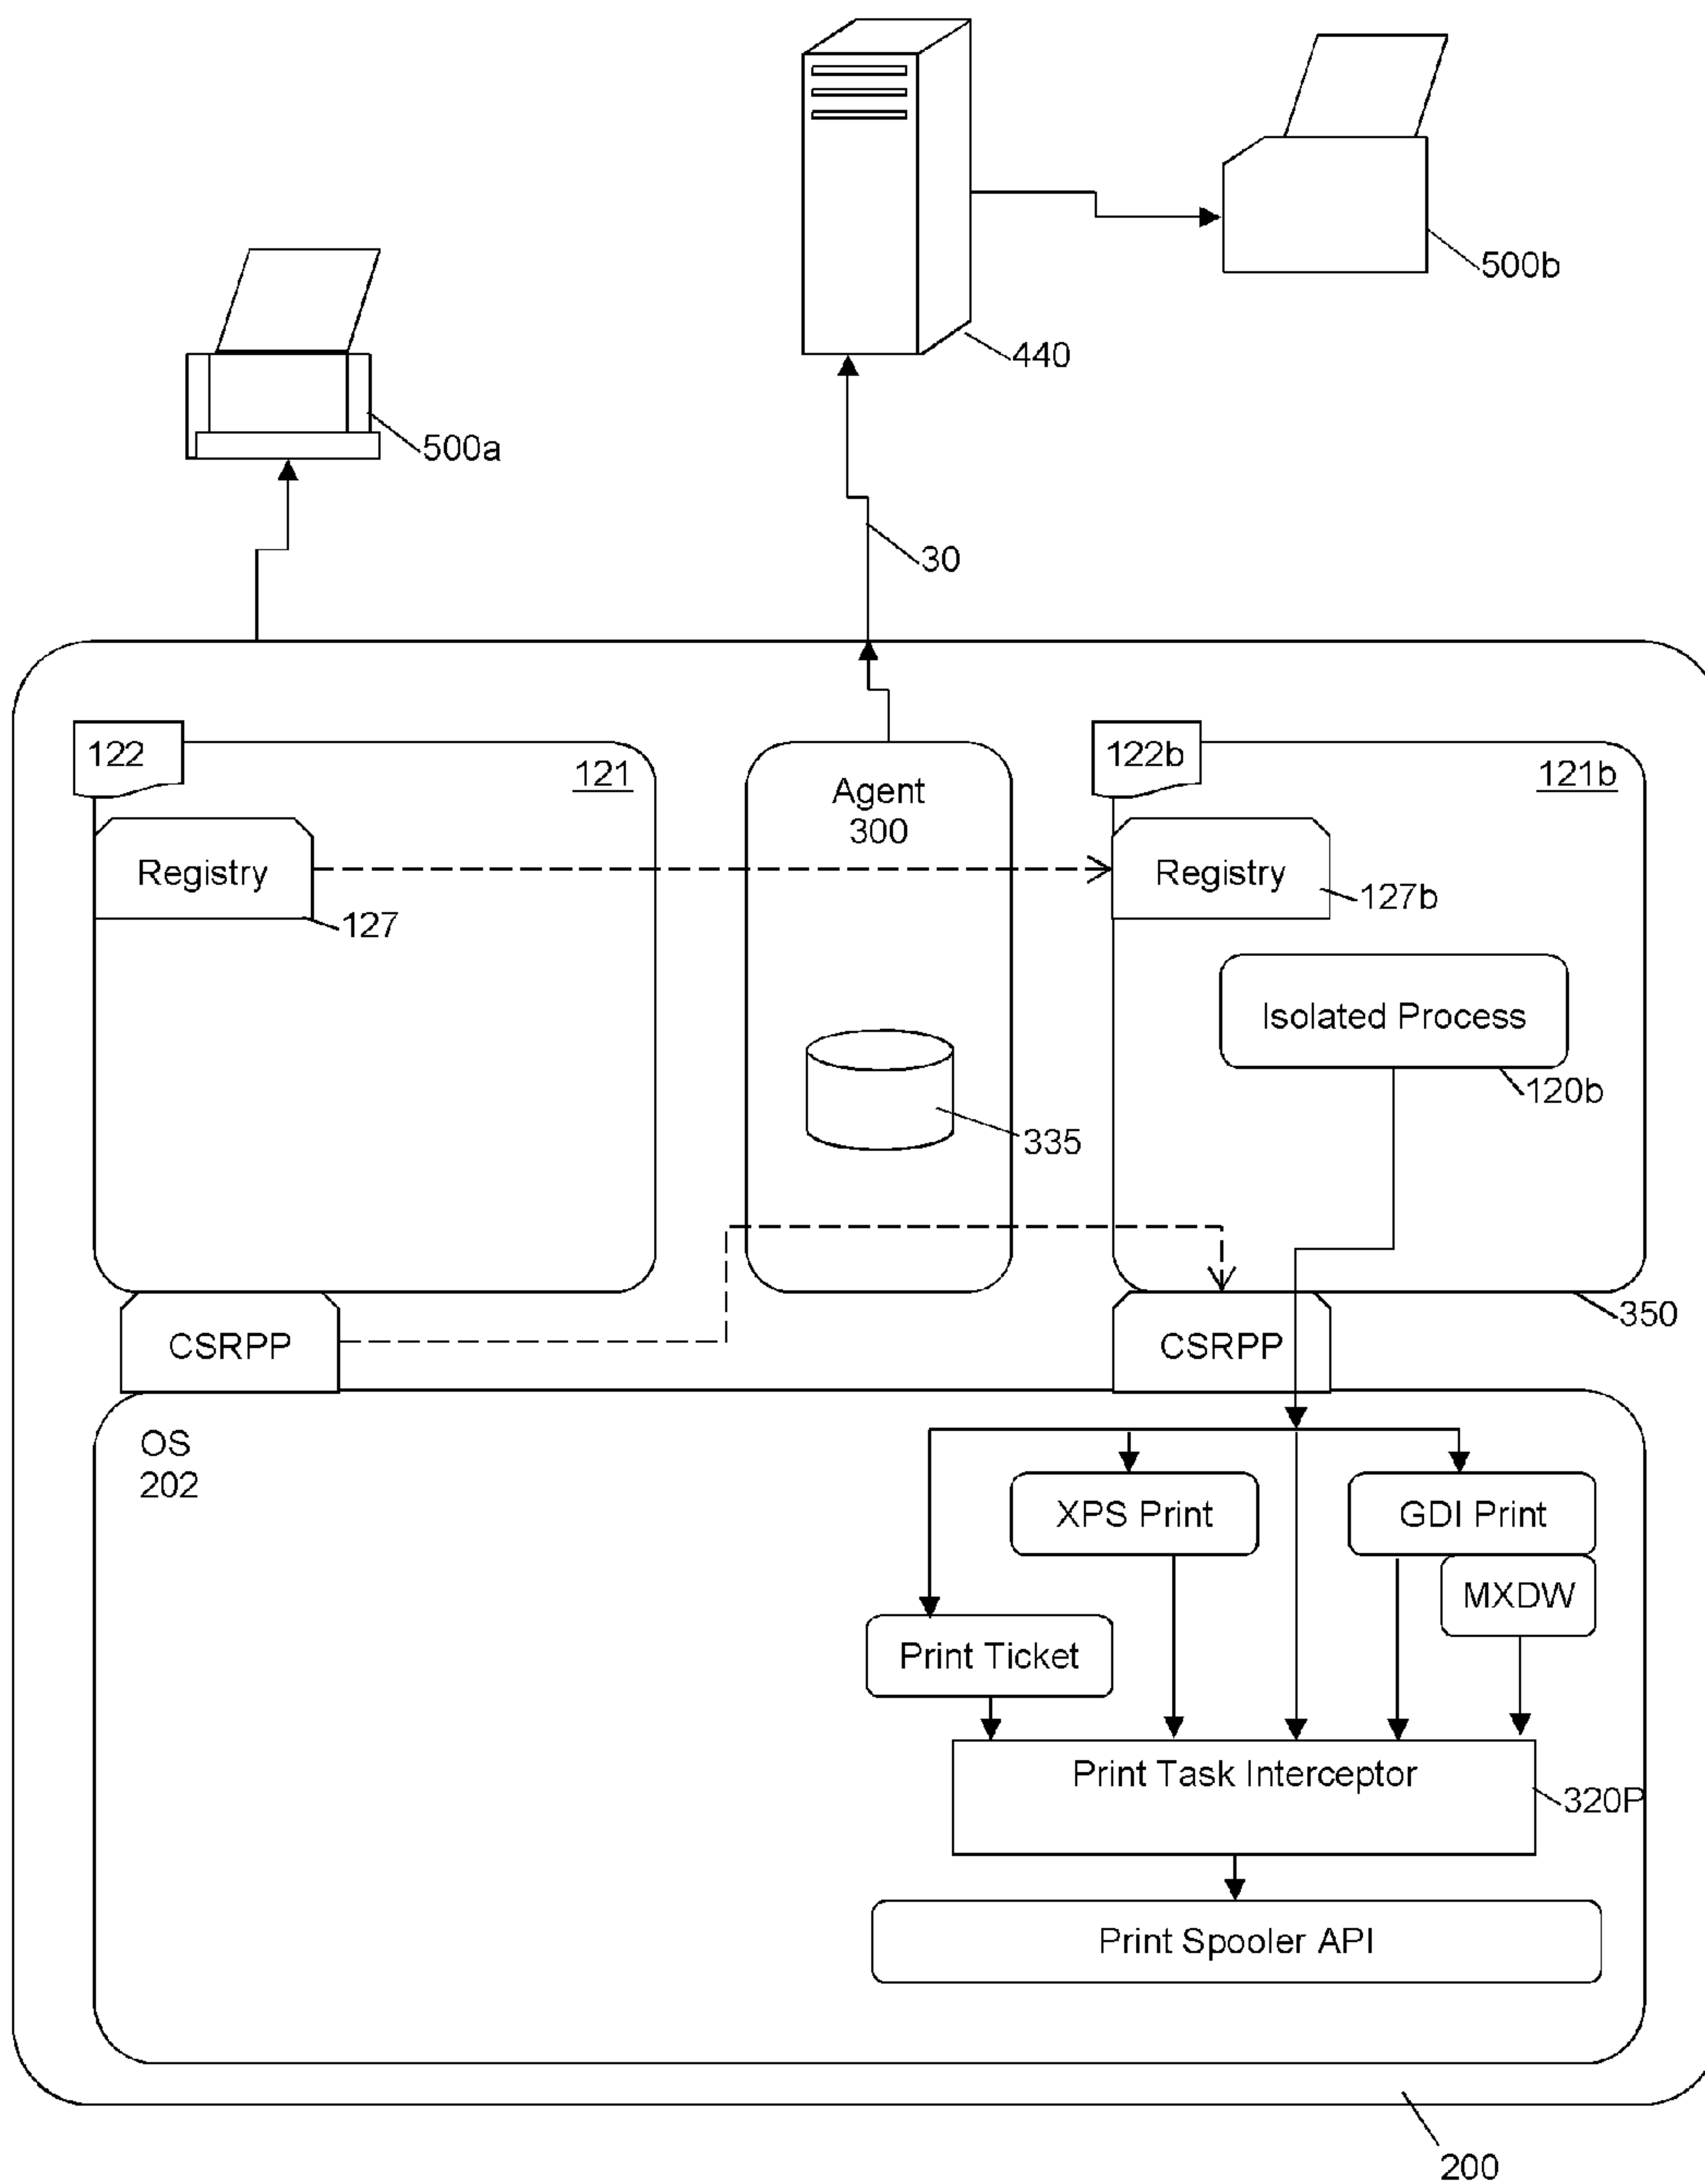 500b
440
500a
30
122
121
122b
121b
Agent
300
Registry
Registry
127
127b
Isolated Process
120b
335
350
CSRPP
CSRPP
OS
202
XPS Print
GDI Print
MXDW
Print Ticket
Print Task Interceptor
320P
Print Spooler API
200